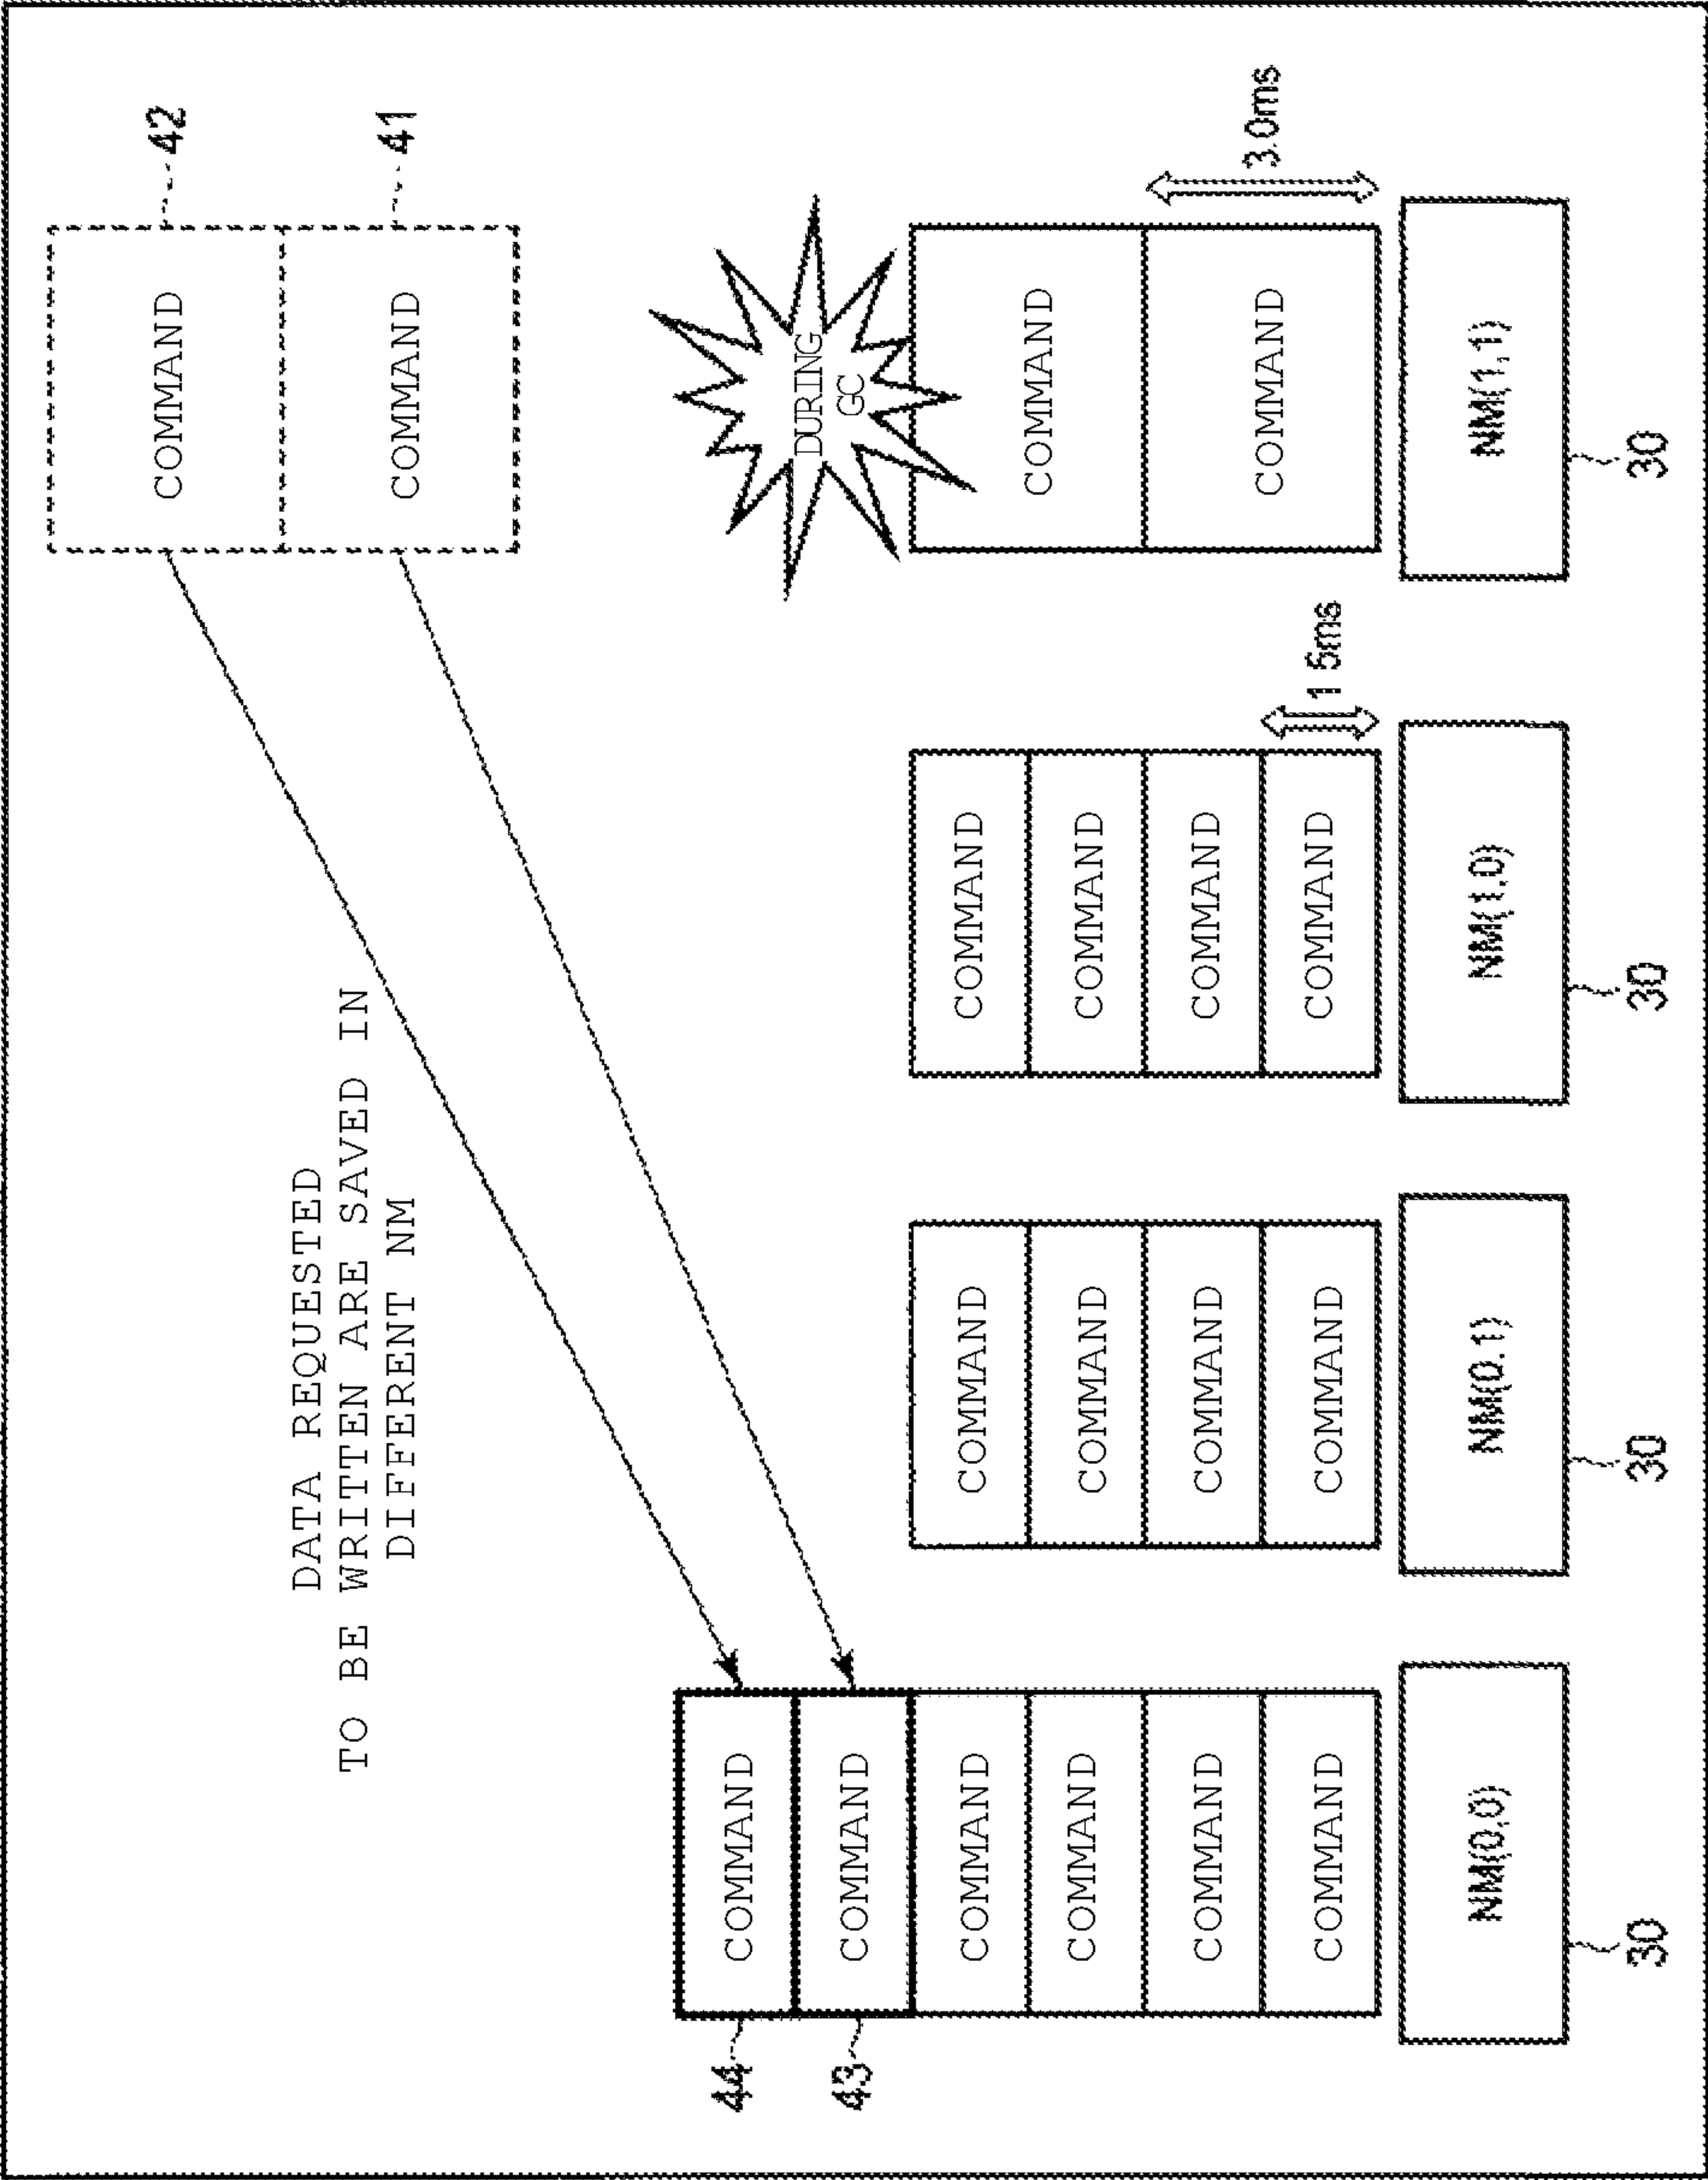 COMMAND 42
COMMAND 41
DATA REQUESTED
TO BE WRITTEN ARE SAVED IN
DIFFERENT NM
44 COMMAND
43 COMMAND
COMMAND
COMMAND
COMMAND
COMMAND
NM(0,0)
30
COMMAND
COMMAND
COMMAND
COMMAND
NM(0.1)
30
COMMAND
COMMAND
COMMAND
COMMAND
1 5ms
NM(1,0)
30
DURING
GC
COMMAND
COMMAND
3.0ms
NM(1,1)
30